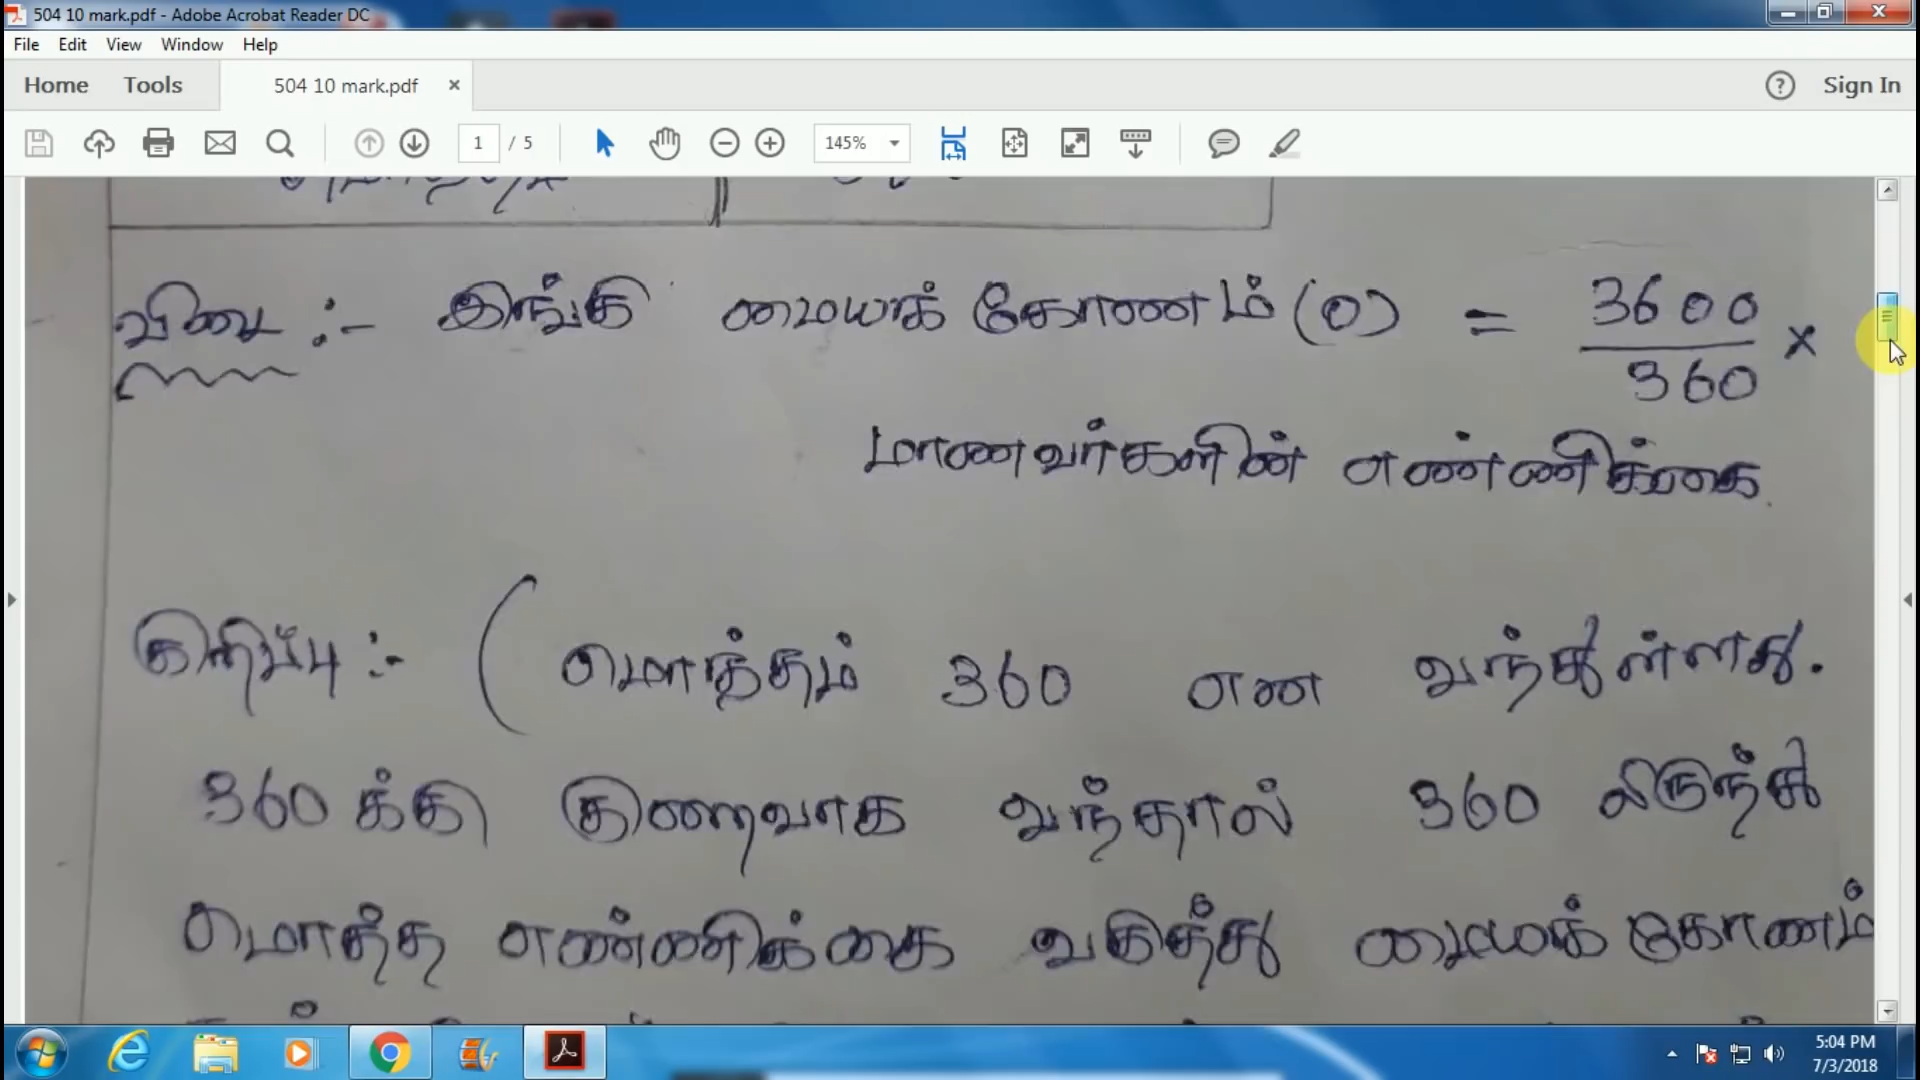 504 10 mark.pdf - Adobe Acrobat Reader DC
File Edit View Window Help
Home Tools 504 10 mark.pdf × Sign In
1 / 5 145%
விடை :- இங்கு மையக் கோணம் (0) = 3600
360 ×
மாணவர்களின் எண்ணிக்கை
குறிப்பு :- ( மொத்தம் 360 என வந்துள்ளது.
360 க்கு குறைவாக வந்தால் 360 லிருந்து
மொத்த எண்ணிக்கை வகுத்து மையக் கோணம்
5:04 PM
7/3/2018